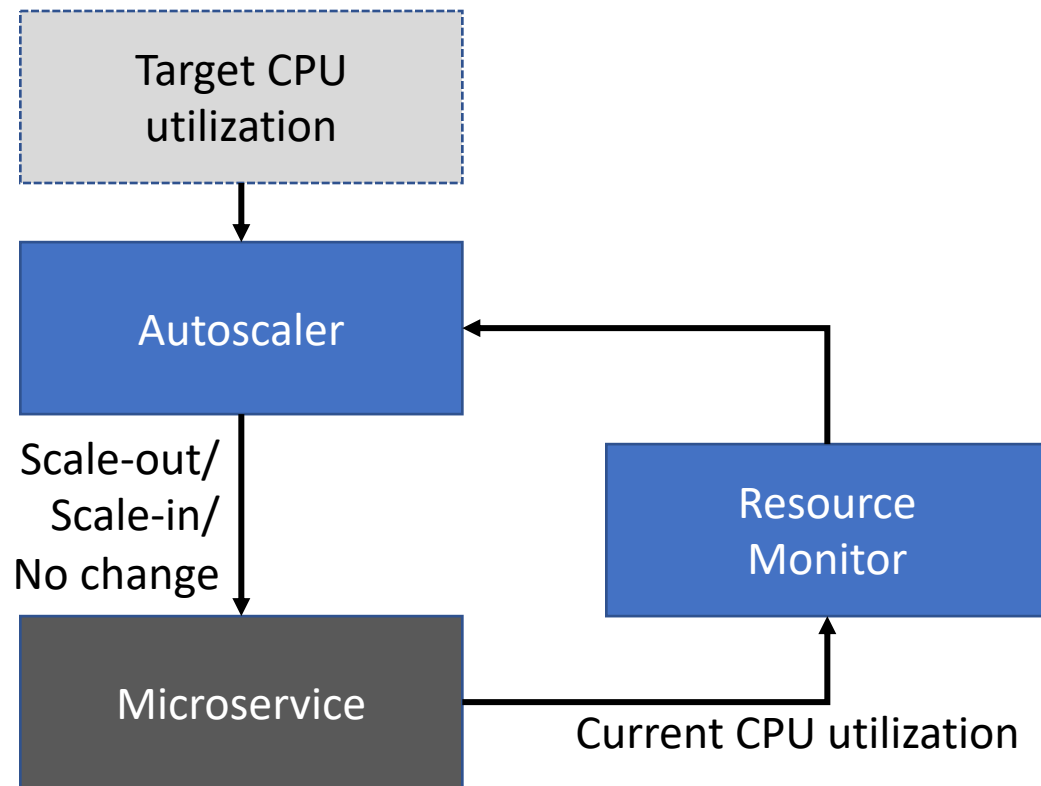 Target CPU
utilization
Autoscaler
Scale-out/
Scale-in/
No change
Resource
Monitor
Microservice
Current CPU utilization